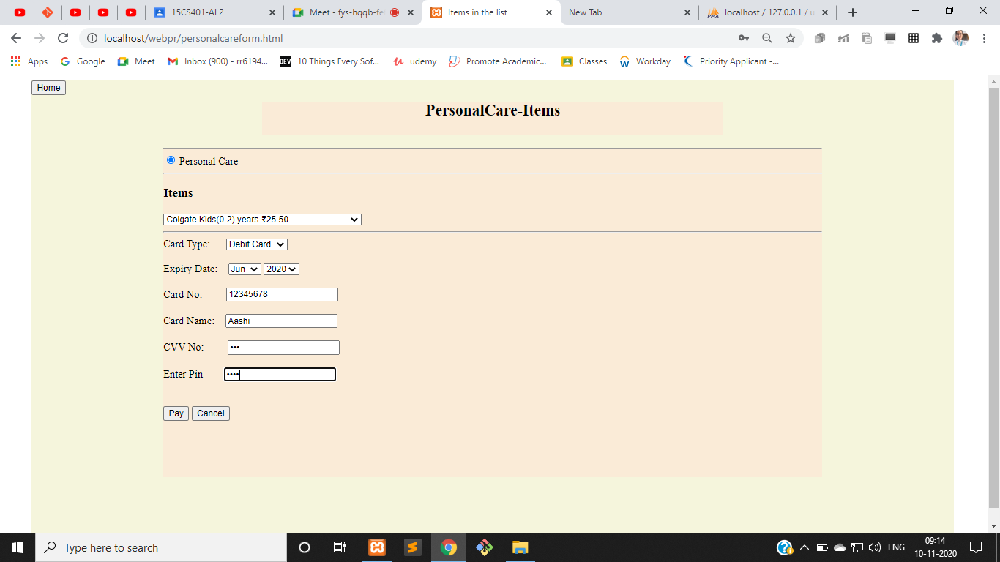 15CS401-AI 2
Meet - fys-hqqb-fe
Items in the list
New Tab
localhost / 127.0.0.1 / u
localhost/webpr/personalcareform.html
Apps
Google
Meet
Inbox (900) - rr6194...
DEV
10 Things Every Sof...
udemy
Promote Academic...
Classes
Workday
Priority Applicant -...
Home
PersonalCare-Items
Personal Care
Items
Colgate Kids(0-2) years-₹25.50
Card Type: Debit Card
Expiry Date: Jun 2020
Card No: 12345678
Card Name: Aashi
CVV No: •••
Enter Pin ••••
Pay Cancel
Type here to search
ENG
09:14
10-11-2020